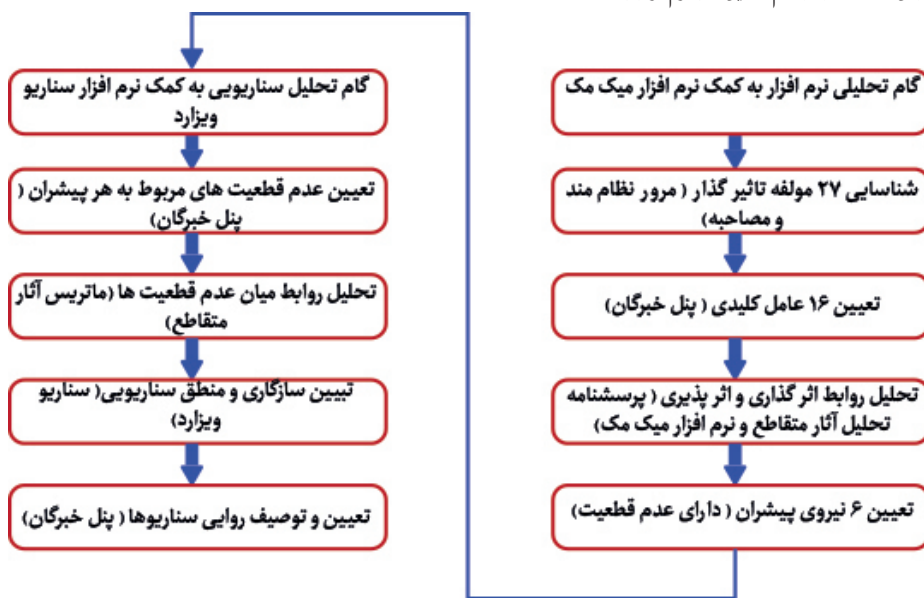 گام تحلیلی نرم افزار به کمک نرم افزار میک مک
شناسایی ۲۷ مولفه تاثیر گذار ( مرور نظام مند
و مصاحبه)
تعیین ۱۶ عامل کلیدی ( پنل خبرگان)
تحلیل روابط اثر گذاری و اثر پذیری ( پرسشنامه
تحلیل آثار متقاطع و نرم افزار میک مک)
تعیین ۶ نیروی پیشران ( دارای عدم قطعیت)
گام تحلیل سناریویی به کمک نرم افزار سناریو
ویزارد
تعیین عدم قطعیت های مربوط به هر پیشران (
پنل خبرگان)
تحلیل روابط میان عدم قطعیت ها (ماتریس آثار
متقاطع)
تبیین سازگاری و منطق سناریویی( سناریو
ویزارد)
تعیین و توصیف روایی سناریوها ( پنل خبرگان)